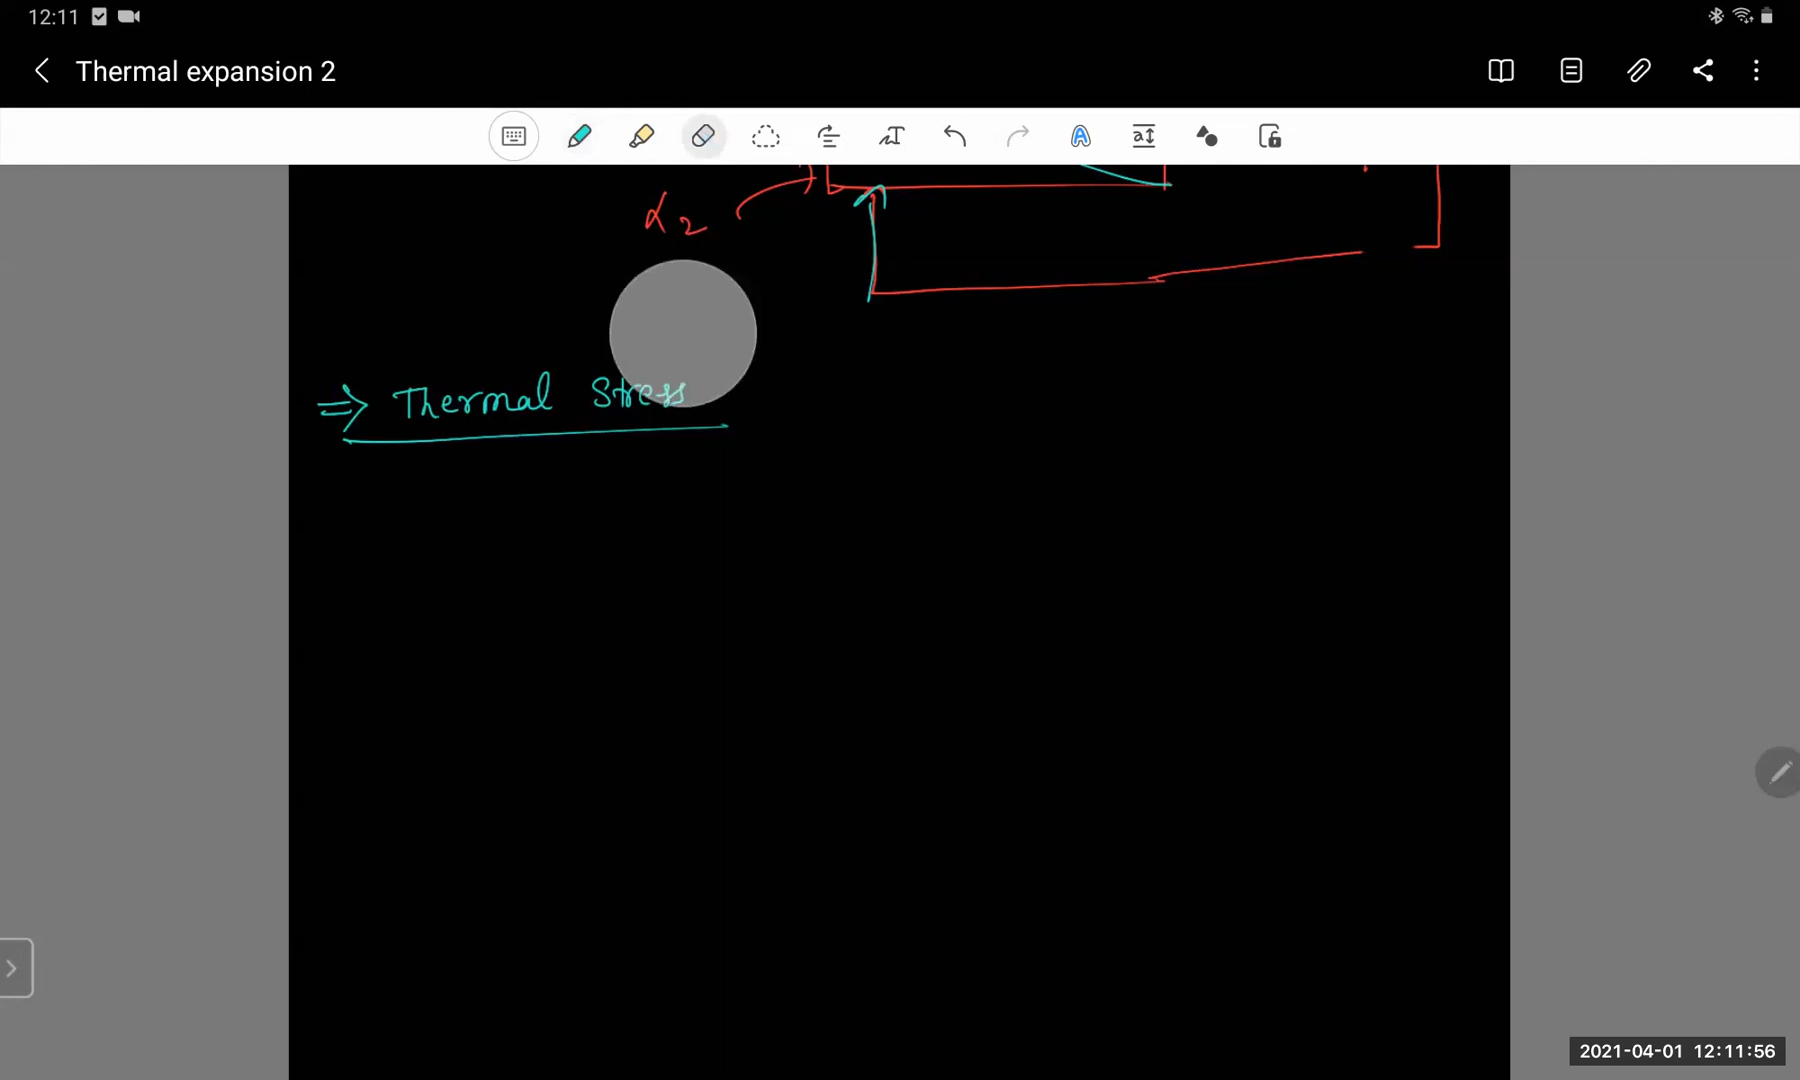 12:11
Thermal expansion 2
α2
⇒ Thermal Stress
2021-04-01 12:11:56